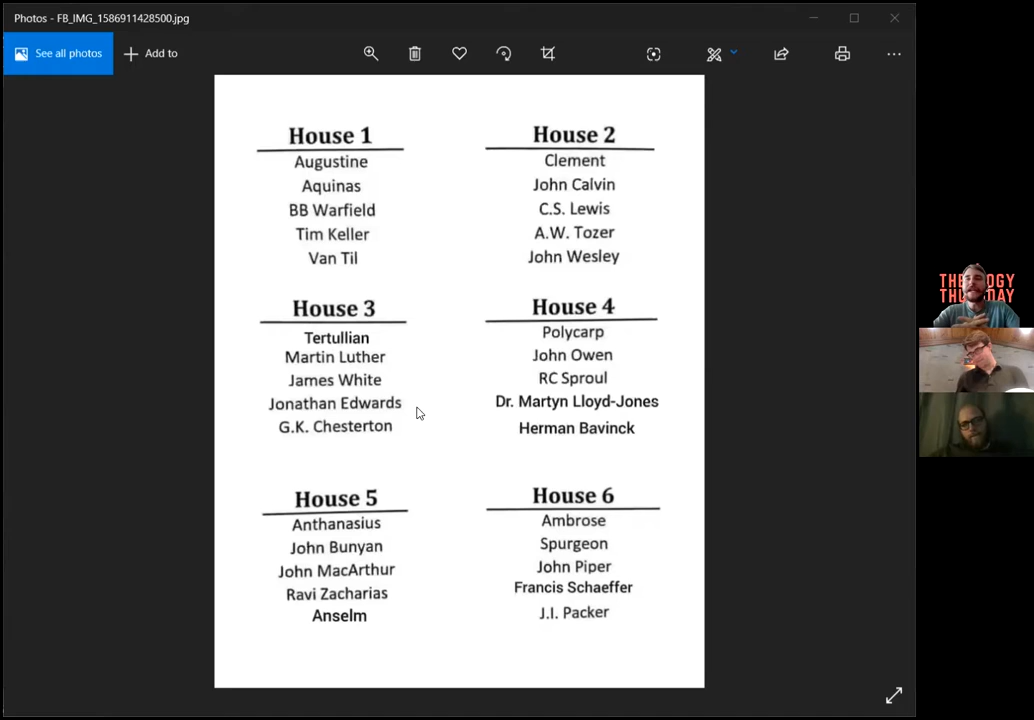 Photos - FB_IMG_1586911428500.jpg
See all photos
Add to
House 1
Augustine
Aquinas
BB Warfield
Tim Keller
Van Til
House 2
Clement
John Calvin
C.S. Lewis
A.W. Tozer
John Wesley
House 3
Tertullian
Martin Luther
James White
Jonathan Edwards
G.K. Chesterton
House 4
Polycarp
John Owen
RC Sproul
Dr. Martyn Lloyd-Jones
Herman Bavinck
House 5
Anthanasius
John Bunyan
John MacArthur
Ravi Zacharias
Anselm
House 6
Ambrose
Spurgeon
John Piper
Francis Schaeffer
J.I. Packer